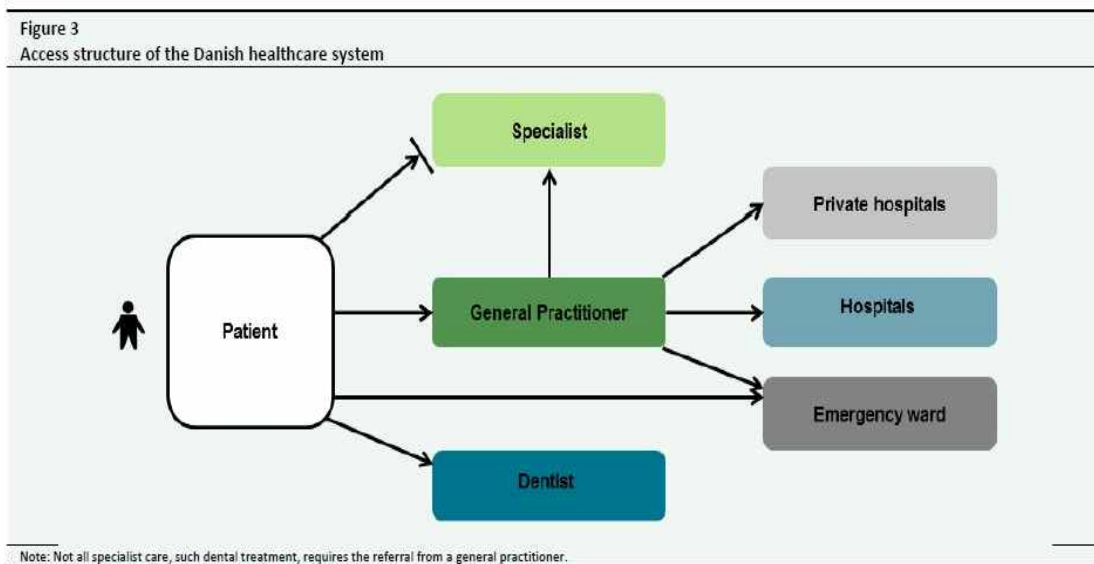 Figure 3
Access structure of the Danish healthcare system
Specialist
Private hospitals
General Practitioner
Hospitals
Patient
Emergency ward
Dentist
Note: Not all specialist care, such dental treatment, requires the referral from a general practitioner.